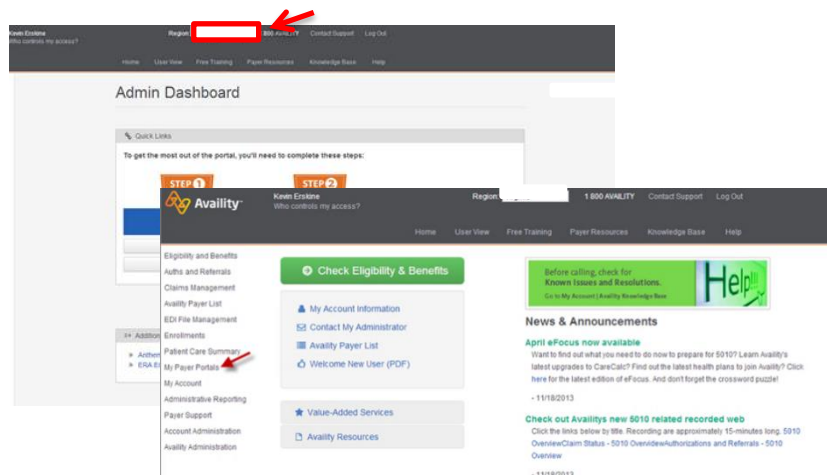 Kevin Erskine
Who controls my access?
Region
800 AVAILITY Contact Support Log Out
Home User View Free Training Payer Resources Knowledge Base Help
Admin Dashboard
Quick Links
To get the most out of the portal, you'll need to complete these steps:
STEP 1
STEP 2
Addition
» Anthem
» ERA E
Availity
Kevin Erskine
Who controls my access?
Region:
1 800 AVAILITY Contact Support Log Out
Home User View Free Training Payer Resources Knowledge Base Help
Eligibility and Benefits
Auths and Referrals
Claims Management
Availity Payer List
EDI File Management
Enrollments
Patient Care Summary
My Payer Portals
My Account
Administrative Reporting
Payer Support
Account Administration
Availity Administration
Check Eligibility & Benefits
My Account Information
Contact My Administrator
Availity Payer List
Welcome New User (PDF)
Value-Added Services
Availity Resources
Before calling, check for
Known Issues and Resolutions.
Go to My Account | Availity Knowledge Base
Help!!!
News & Announcements
April eFocus now available
Want to find out what you need to do now to prepare for 5010? Learn Availity's
latest upgrades to CareCalc? Find out the latest health plans to join Availity? Click
here for the latest edition of eFocus. And don't forget the crossword puzzle!
- 11/18/2013
Check out Availitys new 5010 related recorded web
Click the links below by title. Recording are approximately 15-minutes long. 5010
OverviewClaim Status - 5010 OvervidewAuthorizations and Referrals - 5010
Overview
- 11/18/2013